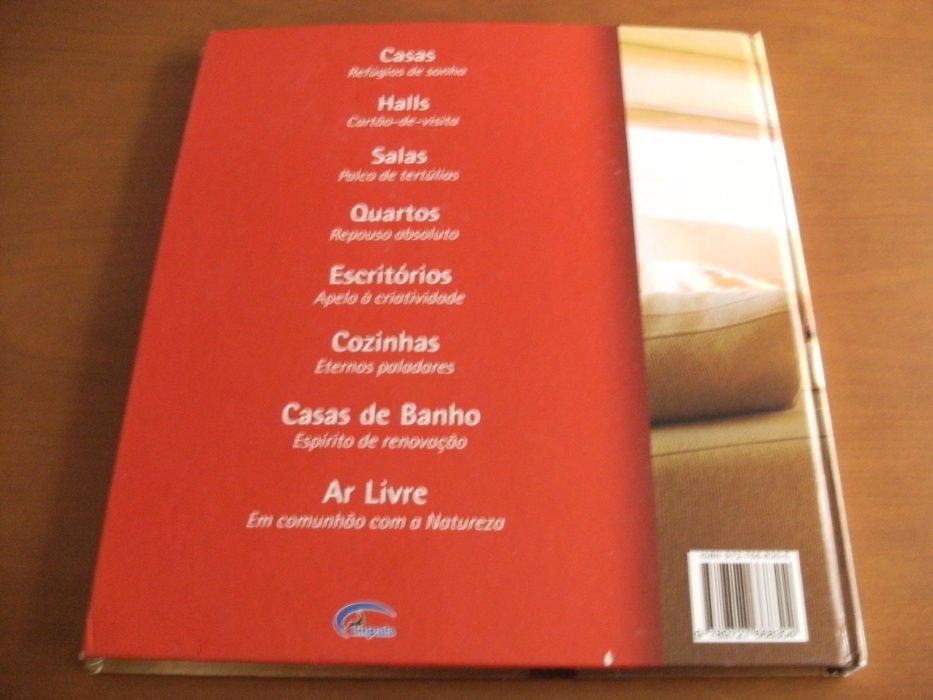 Casas
Refúgios de sonho
Halls
Cartão-de-visita
Salas
Palco de tertúlias
Quartos
Repouso absoluto
Escritórios
Apelo à criatividade
Cozinhas
Eternos paladares
Casas de Banho
Espírito de renovação
Ar Livre
Em comunhão com a Natureza
Impala